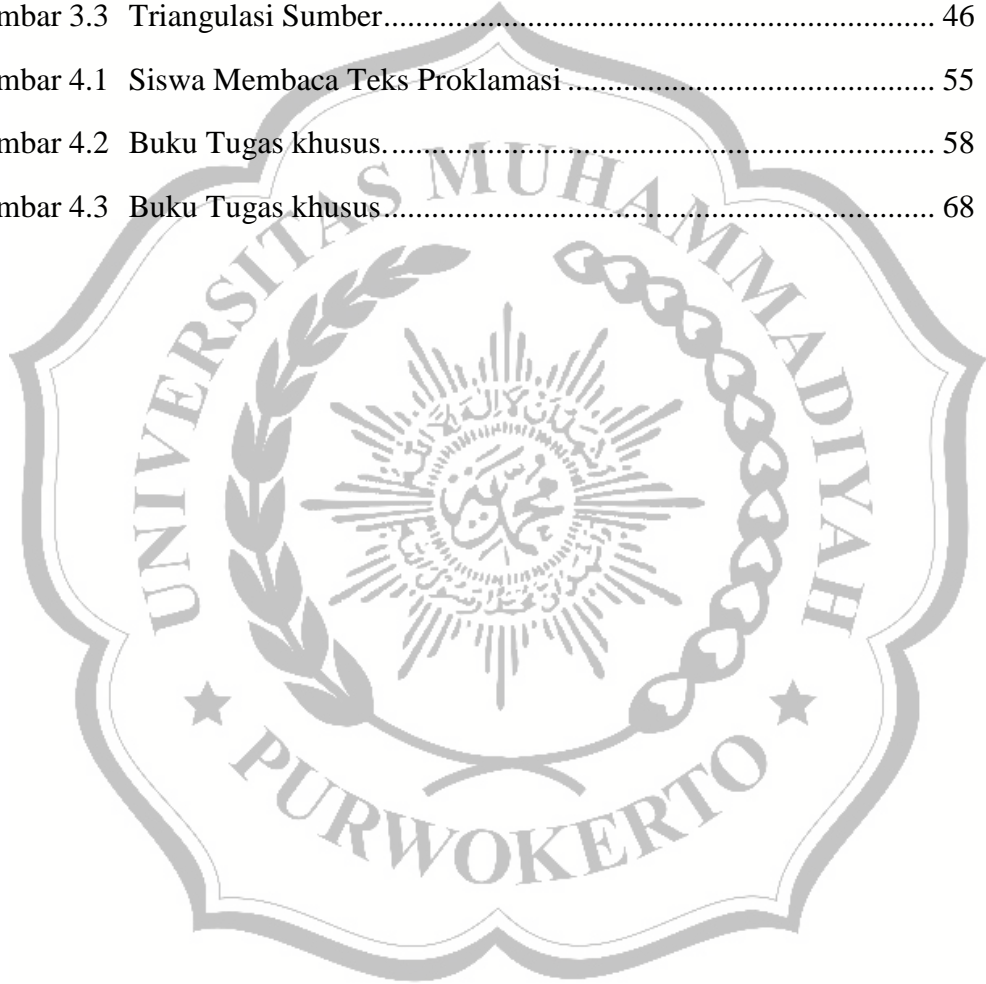 mbar 3.3 Triangulasi Sumber.................................................................... 46
mbar 4.1 Siswa Membaca Teks Proklamasi ............................................. 55
mbar 4.2 Buku Tugas khusus.................................................................... 58
mbar 4.3 Buku Tugas khusus.................................................................... 68
UNIVERSITAS MUHAMMADIYAH
PURWOKERTO